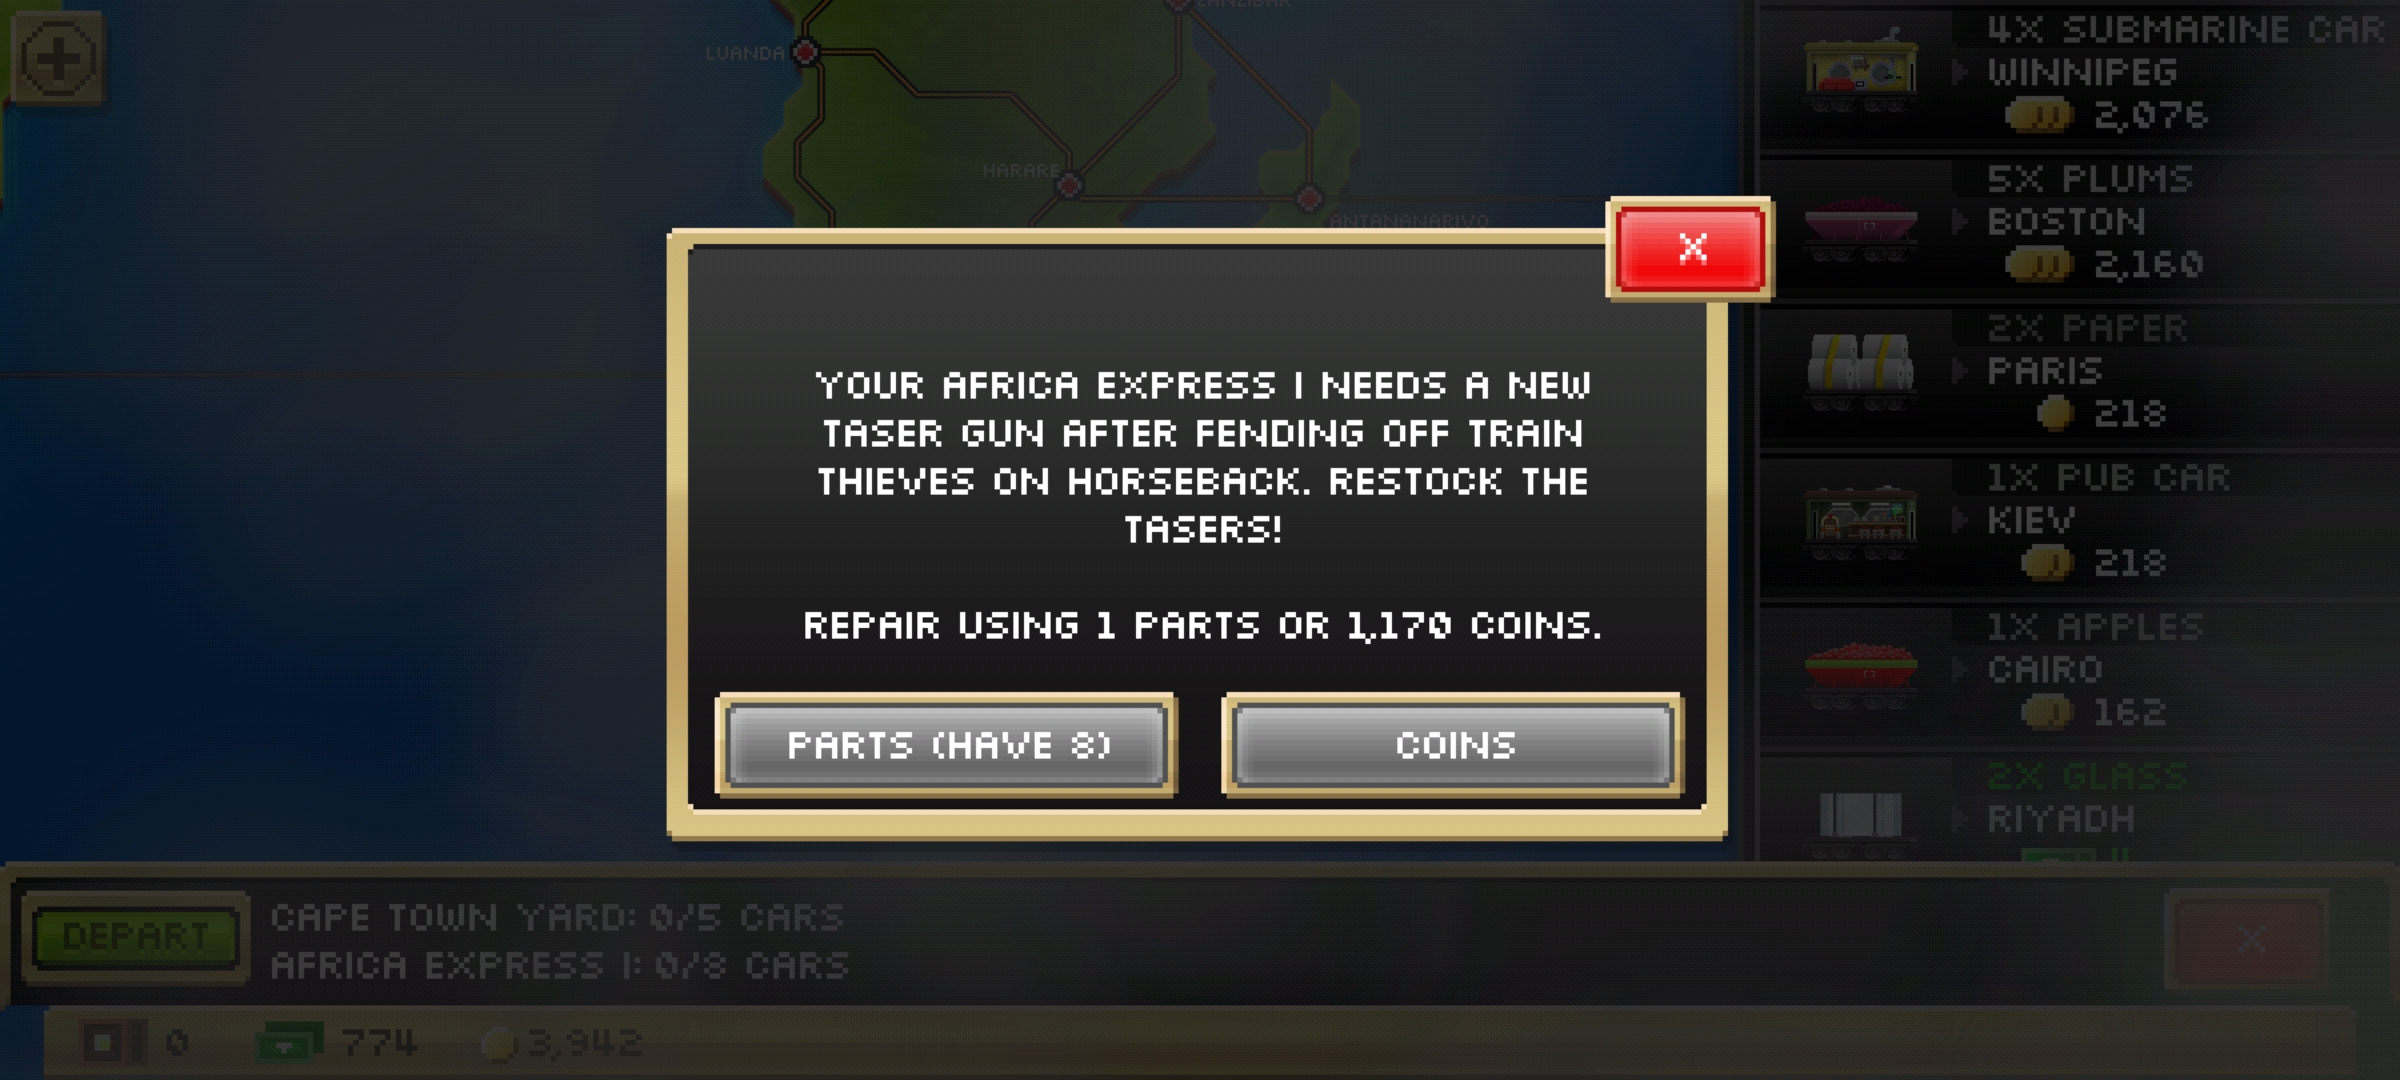 ZANZIBAR
LUANDA
HARARE
ANTANANARIVO
4X SUBMARINE CAR
WINNIPEG
2,076
5X PLUMS
BOSTON
2,160
2X PAPER
PARIS
218
1X PUB CAR
KIEV
218
1X APPLES
CAIRO
162
2X GLASS
RIYADH
X
YOUR AFRICA EXPRESS I NEEDS A NEW
TASER GUN AFTER FENDING OFF TRAIN
THIEVES ON HORSEBACK. RESTOCK THE
TASERS!
REPAIR USING 1 PARTS OR 1,170 COINS.
PARTS (HAVE 8)
COINS
DEPART
CAPE TOWN YARD: 0/5 CARS
AFRICA EXPRESS I: 0/8 CARS
X
0 774 3,942